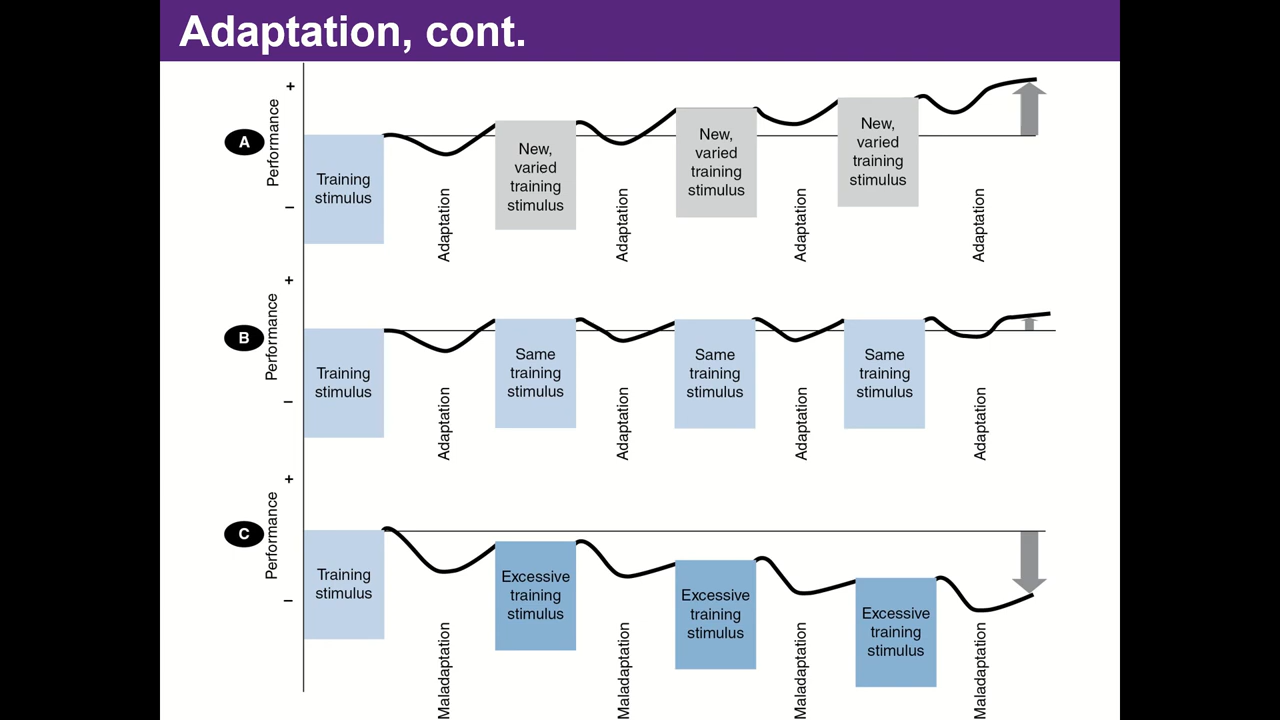 Adaptation, cont.
A
Performance
+
–
Training
stimulus
Adaptation
New,
varied
training
stimulus
Adaptation
New,
varied
training
stimulus
Adaptation
New,
varied
training
stimulus
Adaptation
B
Performance
+
–
Training
stimulus
Adaptation
Same
training
stimulus
Adaptation
Same
training
stimulus
Adaptation
Same
training
stimulus
Adaptation
C
Performance
+
–
Training
stimulus
Maladaptation
Excessive
training
stimulus
Maladaptation
Excessive
training
stimulus
Maladaptation
Excessive
training
stimulus
Maladaptation